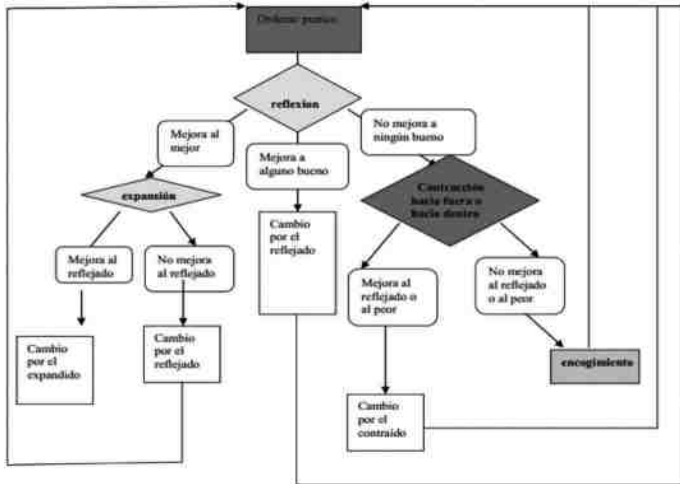 Ordenar puntos
reflexion
Mejora al
mejor
Mejora a
alguno bueno
No mejora a
ningún bueno
expansión
Contracción
hacia fuera o
hacia dentro
Mejora al
reflejado
No mejora
al reflejado
Cambio
por el
reflejado
Mejora al
reflejado o
al peor
No mejora
al reflejado
o al peor
Cambio
por el
expandido
Cambio
por el
reflejado
encogimiento
Cambio
por el
contraído